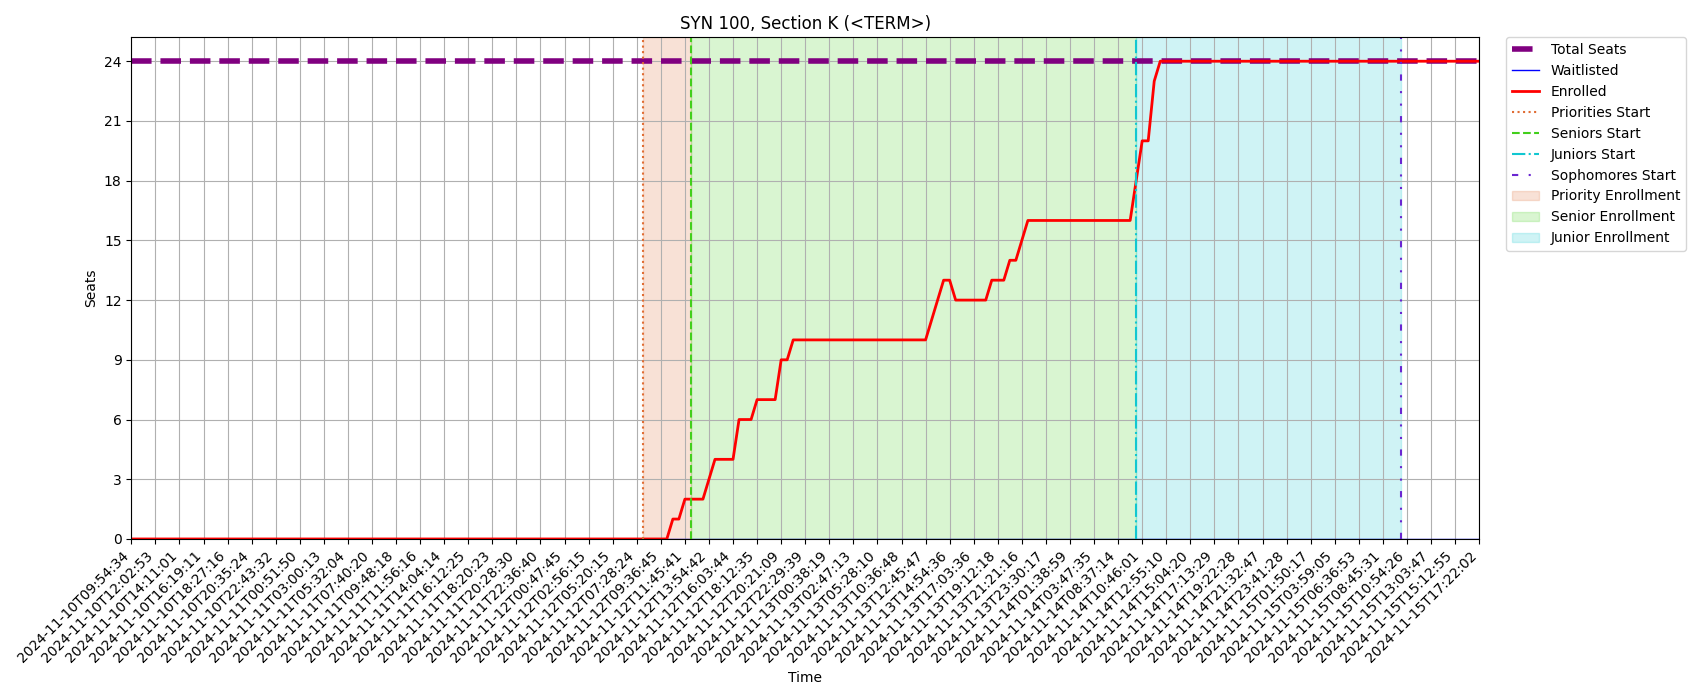 SYN 100, Section K (<TERM>)
Seats
24
21
18
15
12
9
6
3
0
2024-11-10T09:54:34
2024-11-10T12:02:53
2024-11-10T14:11:01
2024-11-10T16:19:11
2024-11-10T18:27:16
2024-11-10T20:35:24
2024-11-10T22:43:32
2024-11-11T00:51:50
2024-11-11T03:00:13
2024-11-11T05:32:04
2024-11-11T07:40:20
2024-11-11T09:48:18
2024-11-11T11:56:16
2024-11-11T14:04:14
2024-11-11T16:12:25
2024-11-11T18:20:23
2024-11-11T20:28:30
2024-11-11T22:36:40
2024-11-12T00:47:45
2024-11-12T02:56:15
2024-11-12T05:20:15
2024-11-12T07:28:24
2024-11-12T09:36:45
2024-11-12T11:45:41
2024-11-12T13:54:42
2024-11-12T16:03:44
2024-11-12T18:12:35
2024-11-12T20:21:09
2024-11-12T22:29:39
2024-11-13T00:38:19
2024-11-13T02:47:13
2024-11-13T05:28:10
2024-11-13T10:36:48
2024-11-13T12:45:47
2024-11-13T14:54:36
2024-11-13T17:03:36
2024-11-13T19:12:18
2024-11-13T21:21:16
2024-11-13T23:30:17
2024-11-14T01:38:59
2024-11-14T03:47:35
2024-11-14T08:37:14
2024-11-14T10:46:01
2024-11-14T12:55:10
2024-11-14T15:04:20
2024-11-14T17:13:29
2024-11-14T19:22:28
2024-11-14T21:32:47
2024-11-14T23:41:28
2024-11-15T01:50:17
2024-11-15T03:59:05
2024-11-15T06:36:53
2024-11-15T08:45:31
2024-11-15T10:54:26
2024-11-15T13:03:47
2024-11-15T15:12:55
2024-11-15T17:22:02
Time
Total Seats
Waitlisted
Enrolled
Priorities Start
Seniors Start
Juniors Start
Sophomores Start
Priority Enrollment
Senior Enrollment
Junior Enrollment